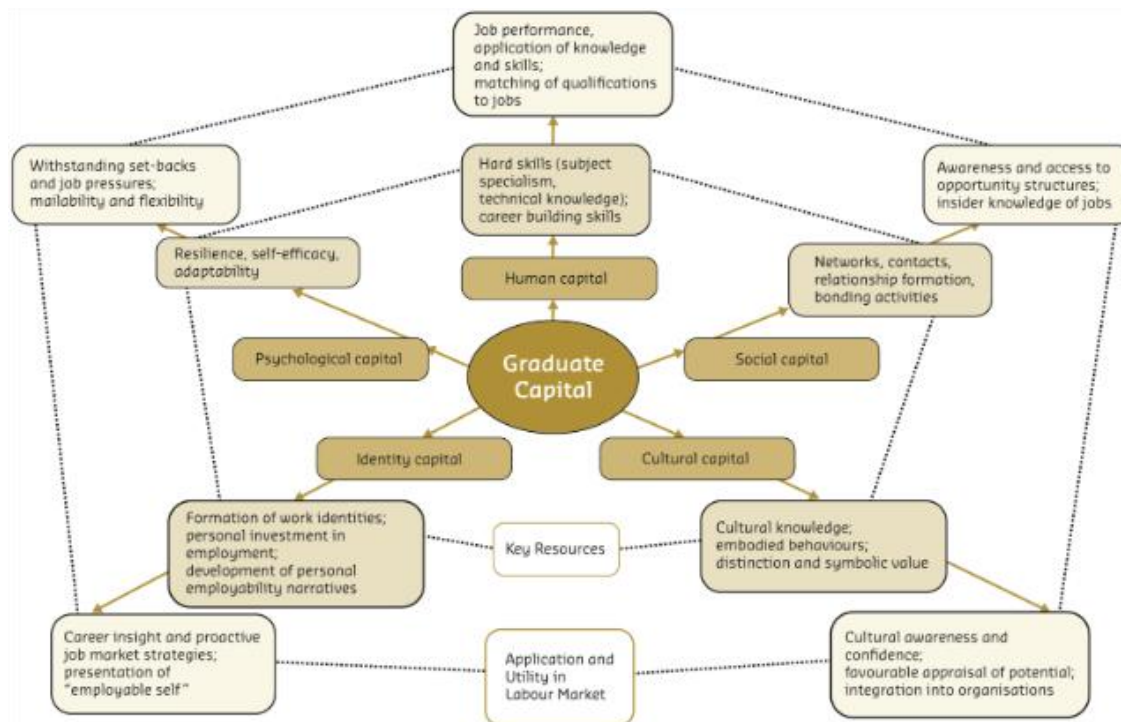 Job performance,
application of knowledge
and skills;
matching of qualifications
to jobs
Withstanding set-backs
and job pressures;
mailability and flexibility
Hard skills (subject
specialism,
technical knowledge);
career building skills
Awareness and access to
opportunity structures;
insider knowledge of jobs
Resilience, self-efficacy,
adaptability
Human capital
Networks, contacts,
relationship formation,
bonding activities
Psychological capital
Graduate
Capital
Social capital
Identity capital
Cultural capital
Formation of work identities;
personal investment in
employment;
development of personal
employability narratives
Key Resources
Cultural knowledge;
embodied behaviours;
distinction and symbolic value
Career insight and proactive
job market strategies;
presentation of
"employable self"
Application and
Utility in
Labour Market
Cultural awareness and
confidence;
favourable appraisal of potential;
integration into organisations